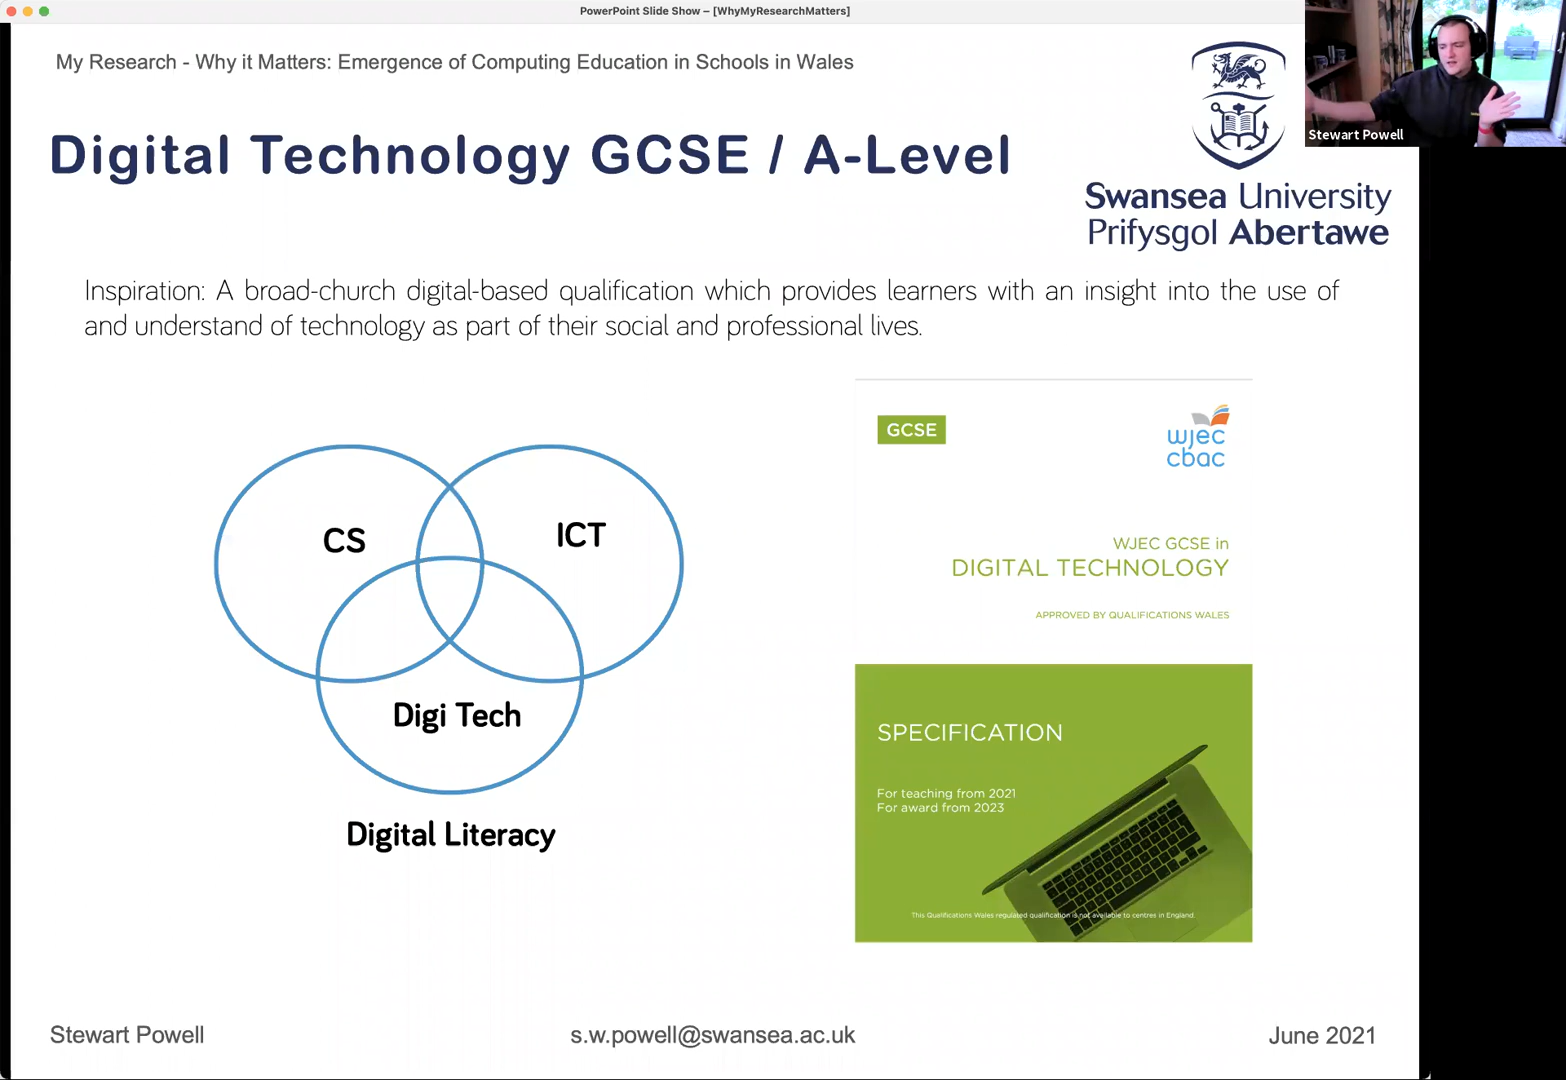 PowerPoint Slide Show – [WhyMyResearchMatters]
My Research - Why it Matters: Emergence of Computing Education in Schools in Wales
Stewart Powell
Digital Technology GCSE / A-Level
Swansea University
Prifysgol Abertawe
Inspiration: A broad-church digital-based qualification which provides learners with an insight into the use of
and understand of technology as part of their social and professional lives.
CS
ICT
Digi Tech
Digital Literacy
GCSE
wjec
cbac
WJEC GCSE in
DIGITAL TECHNOLOGY
APPROVED BY QUALIFICATIONS WALES
SPECIFICATION
For teaching from 2021
For award from 2023
This Qualifications Wales regulated qualification is not available to centres in England.
Stewart Powell
s.w.powell@swansea.ac.uk
June 2021